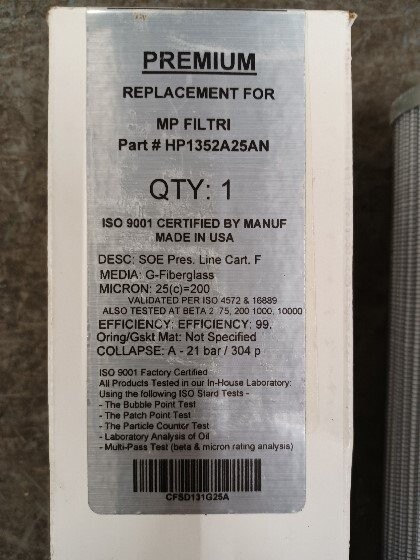 PREMIUM
REPLACEMENT FOR
MP FILTRI
Part # HP1352A25AN
QTY: 1
ISO 9001 CERTIFIED BY MANUF
MADE IN USA
DESC: SOE Pres. Line Cart. F
MEDIA: G-Fiberglass
MICRON: 25(c)=200
VALIDATED PER ISO 4572 & 16889
ALSO TESTED AT BETA 2, 75, 200 1000, 10000
EFFICIENCY: EFFICIENCY: 99.
Oring/Gskt Mat: Not Specified
COLLAPSE: A - 21 bar / 304 p
ISO 9001 Factory Certified
All Products Tested in our In-House Laboratory:
Using the following ISO Stard Tests -
- The Bubble Point Test
- The Patch Point Test
- The Particle Counter Test
- Laboratory Analysis of Oil
- Multi-Pass Test (beta & micron rating analysis)
CFSD131G25A